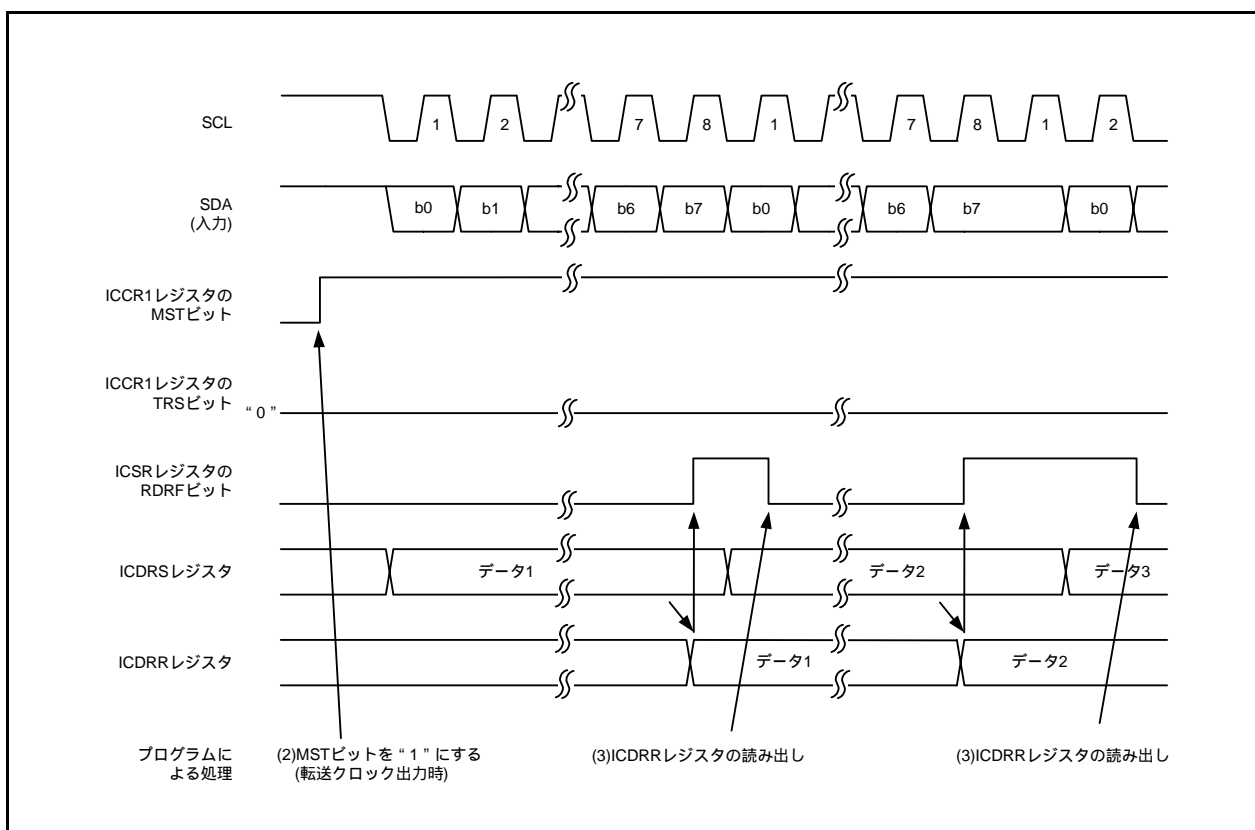 SCL
1 2 7 8 1 7 8 1 2
SDA
(入力)
b0 b1 b6 b7 b0 b6 b7 b0
ICCR1レジスタの
MSTビット
ICCR1レジスタの
TRSビット
“ 0 ”
ICSRレジスタの
RDRFビット
ICDRSレジスタ
データ1 データ2 データ3
ICDRRレジスタ
データ1 データ2
プログラムに
よる処理
(2)MSTビットを “ 1 ” にする
(転送クロック出力時)
(3)ICDRRレジスタの読み出し
(3)ICDRRレジスタの読み出し